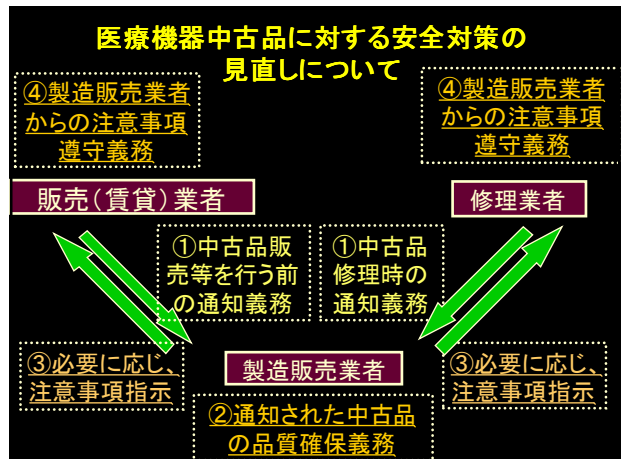 医療機器中古品に対する安全対策の
見直しについて
④製造販売業者
からの注意事項
遵守義務
④製造販売業者
からの注意事項
遵守義務
販売(賃貸)業者
修理業者
①中古品販
売等を行う前
の通知義務
①中古品
修理時の
通知義務
③必要に応じ、
注意事項指示
製造販売業者
③必要に応じ、
注意事項指示
②通知された中古品
の品質確保義務